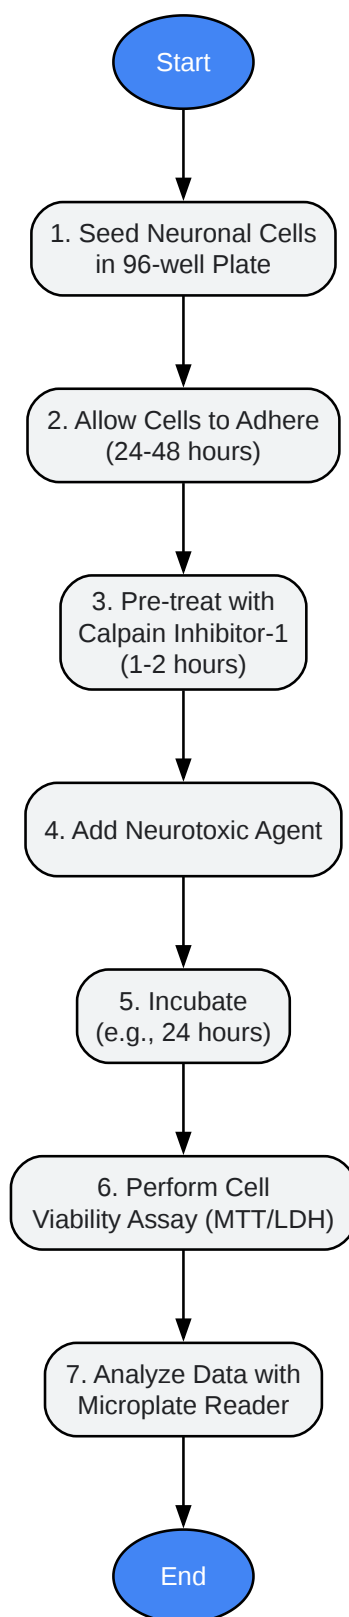 Start
1. Seed Neuronal Cells
in 96-well Plate
2. Allow Cells to Adhere
(24-48 hours)
3. Pre-treat with
Calpain Inhibitor-1
(1-2 hours)
4. Add Neurotoxic Agent
5. Incubate
(e.g., 24 hours)
6. Perform Cell
Viability Assay (MTT/LDH)
7. Analyze Data with
Microplate Reader
End